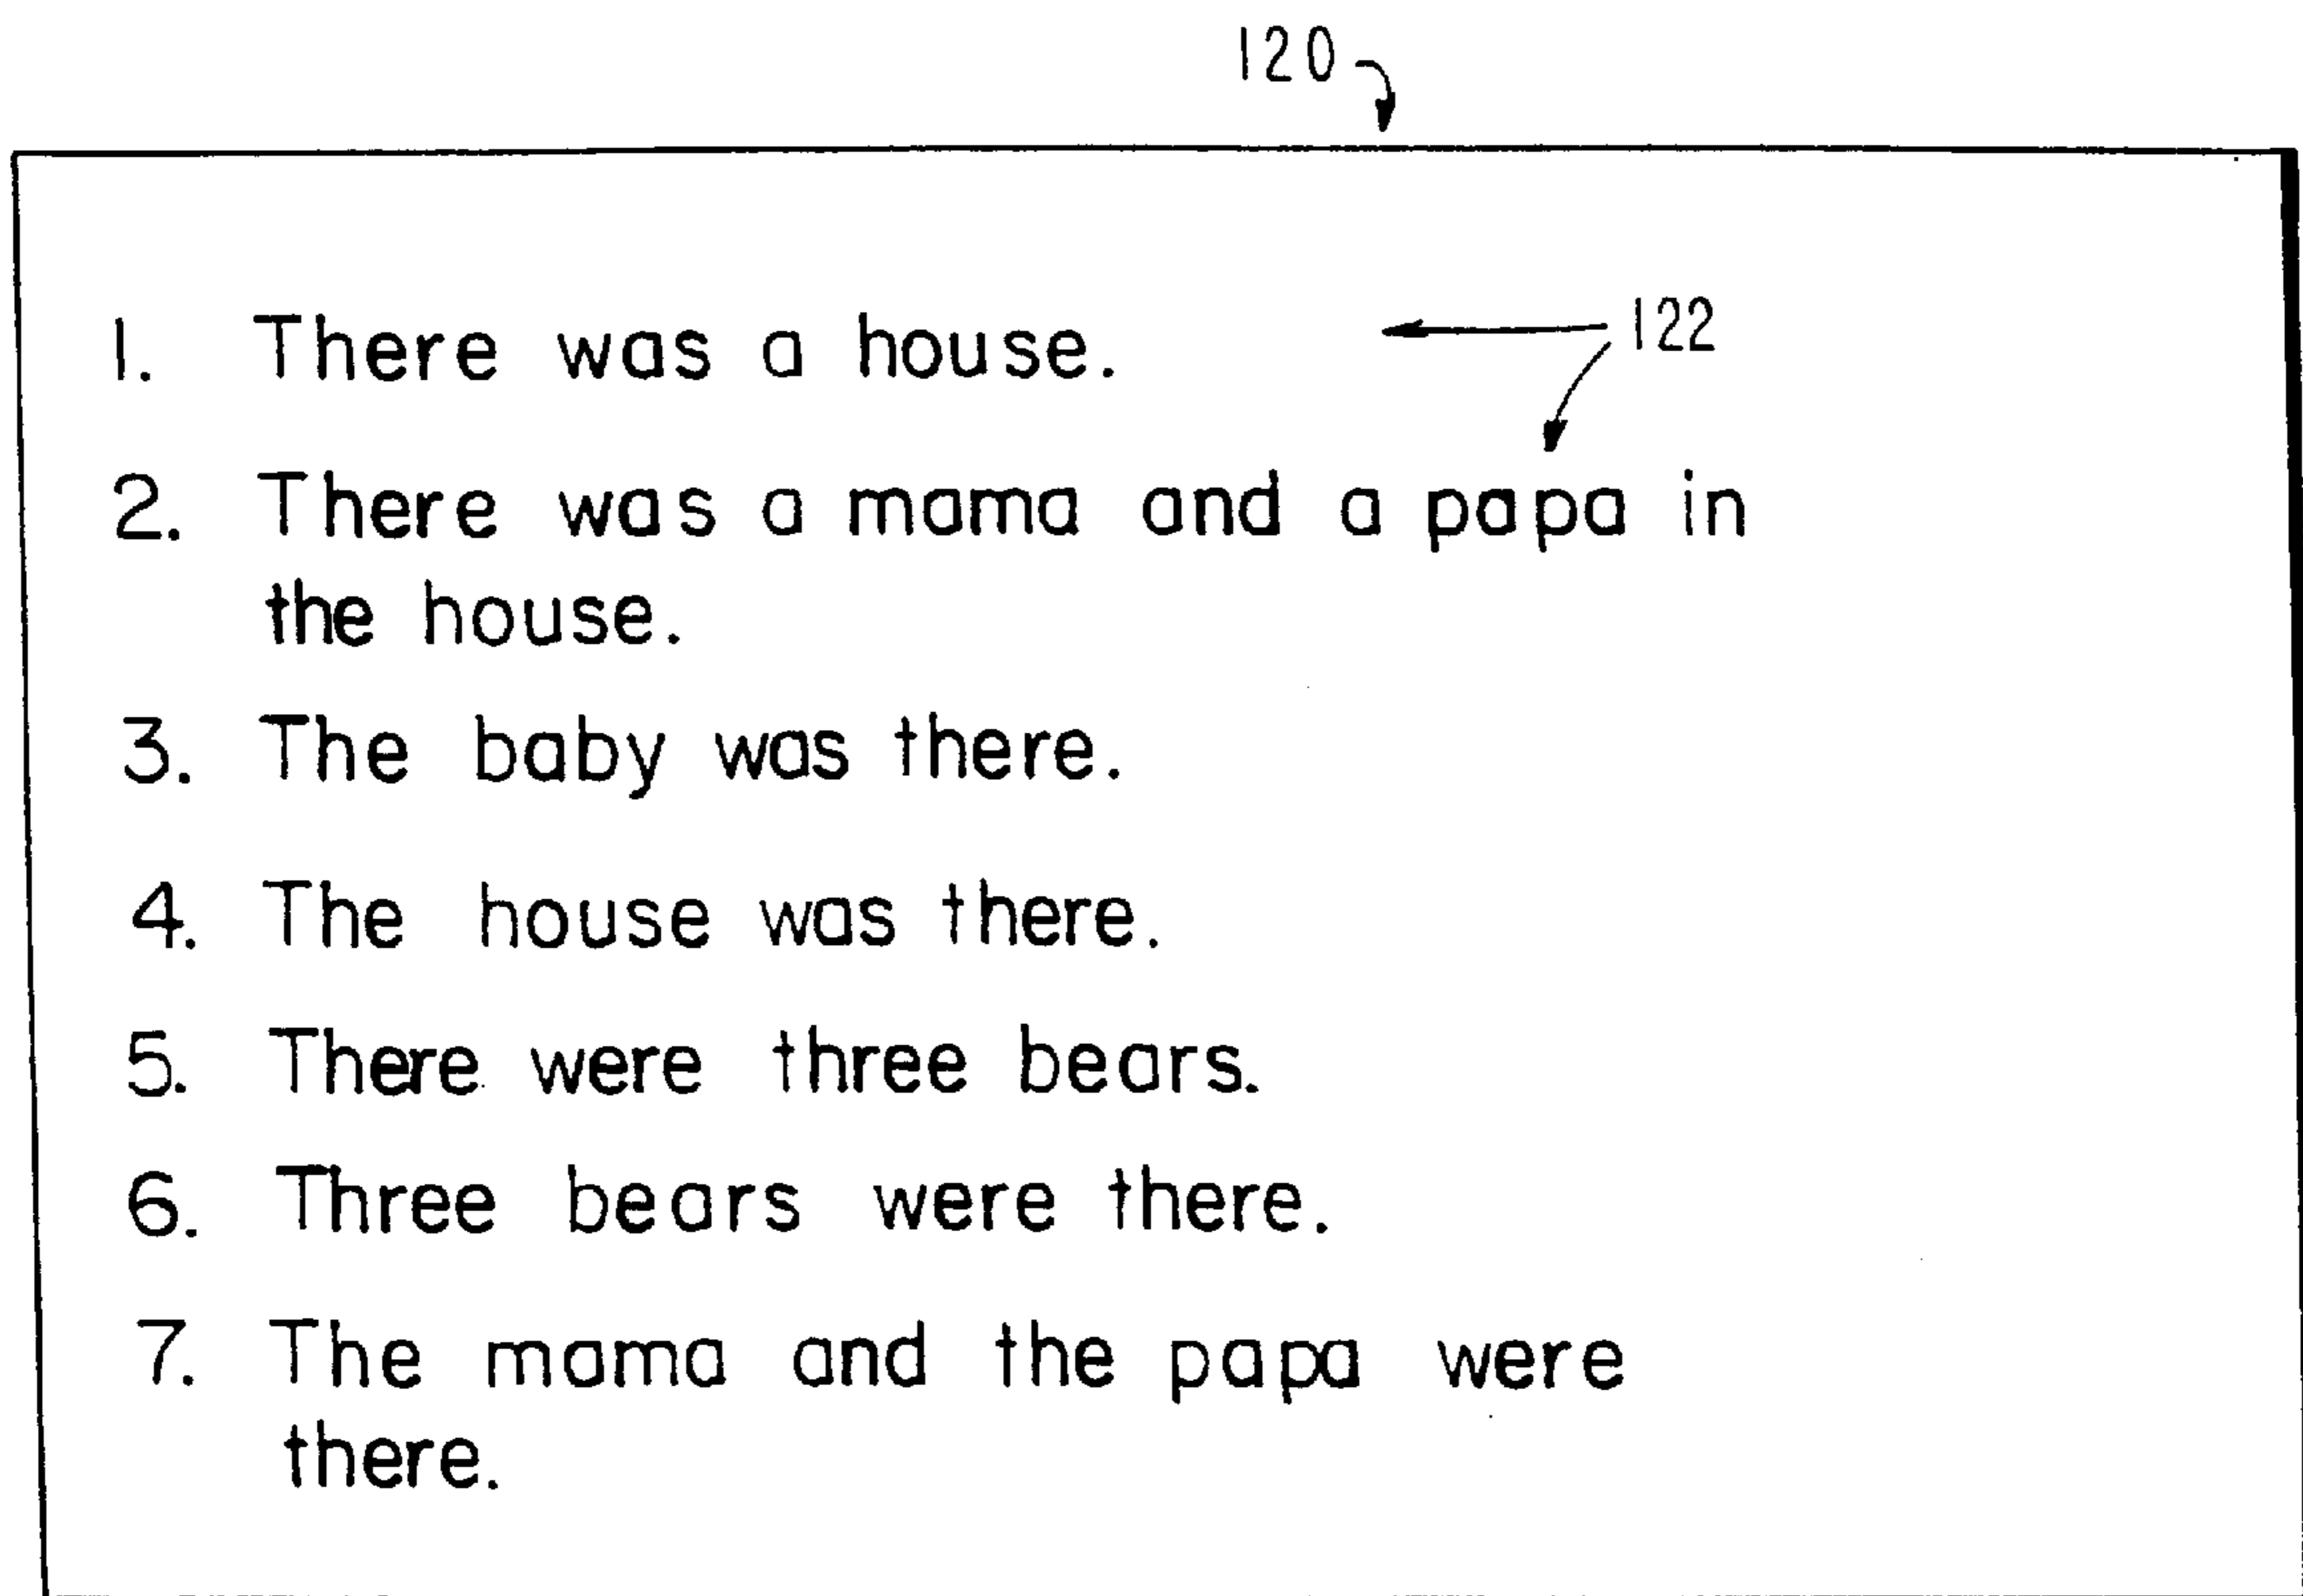 120
1. There was a house.
122
2. There was a mama and a papa in
the house.
3. The baby was there.
4. The house was there.
5. There were three bears.
6. Three bears were there.
7. The mama and the papa were
there.